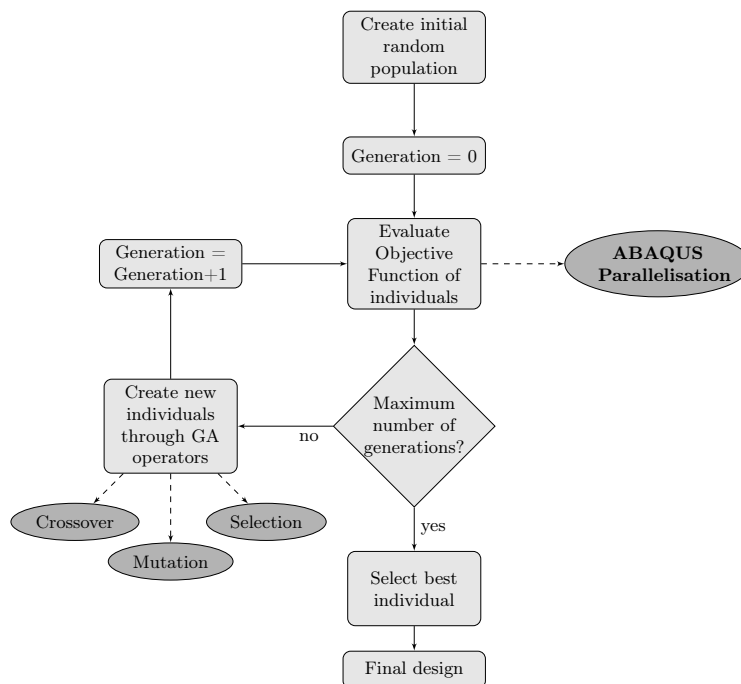 Create initial
random
population
Generation = 0
Evaluate
Objective
Function of
individuals
ABAQUS
Parallelisation
Generation =
Generation+1
Maximum
number of
generations?
no
Create new
individuals
through GA
operators
Crossover
Mutation
Selection
yes
Select best
individual
Final design